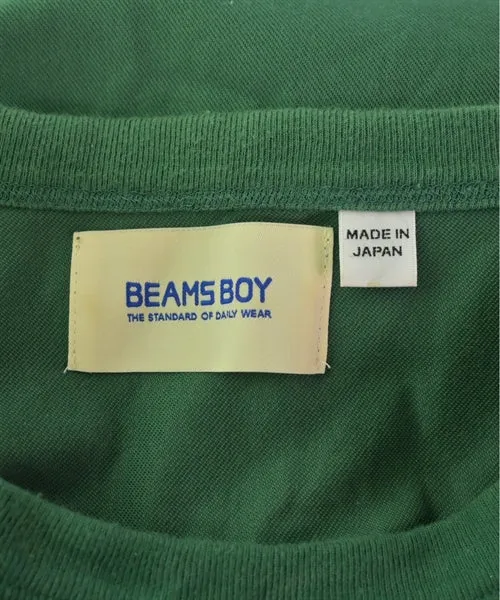 BEAMS BOY
THE STANDARD OF DAILY WEAR
MADE IN
JAPAN